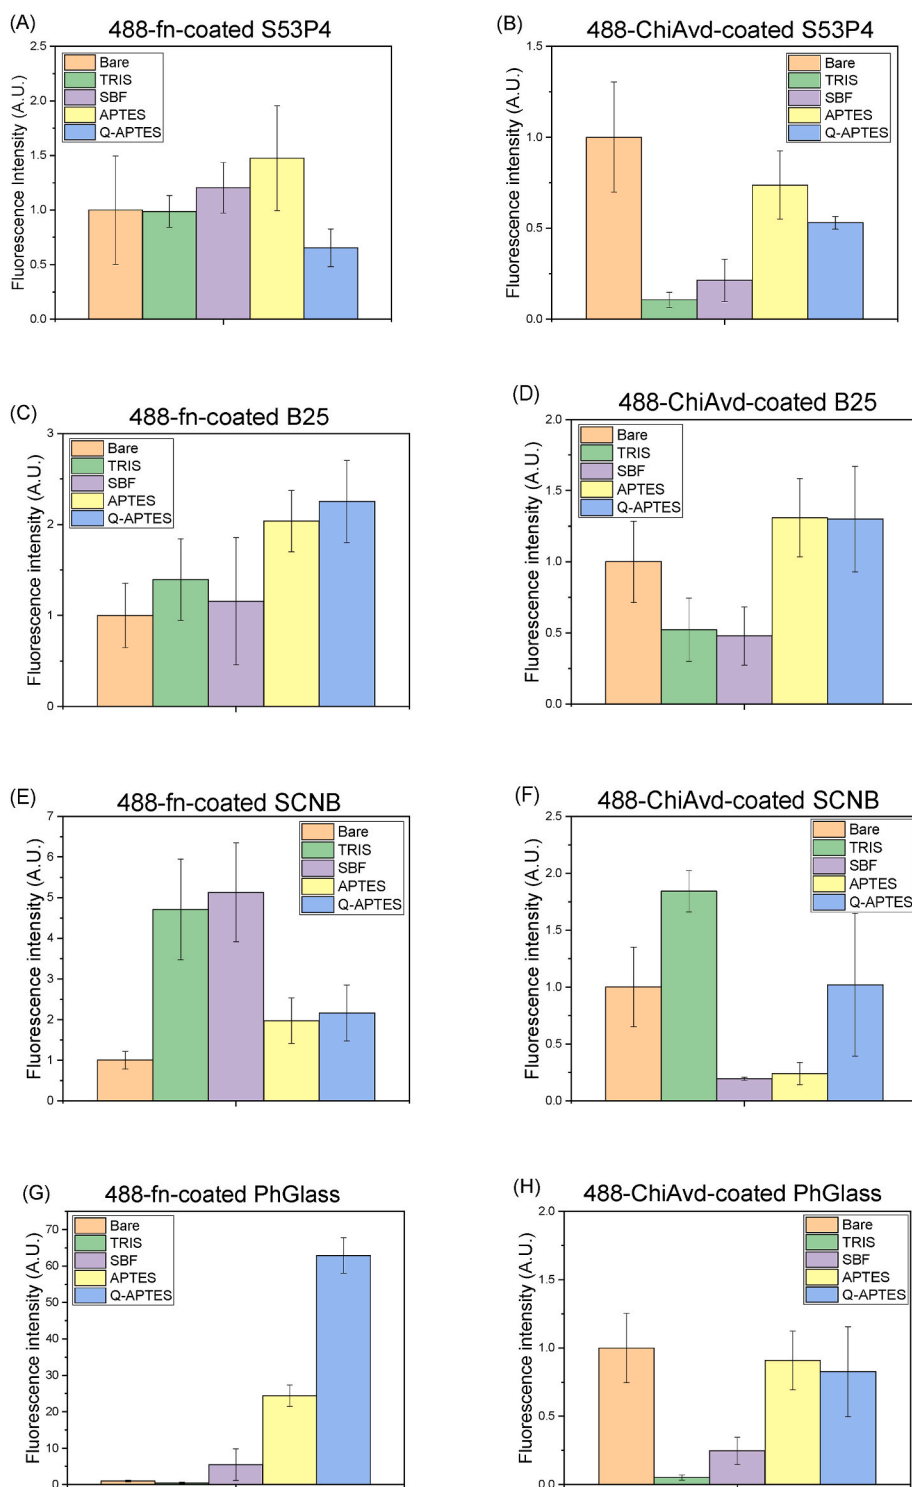 (A)
488-fn-coated S53P4
Fluorescence Intensity (A.U.)
2.5
2.0
1.5
1.0
0.5
0.0
Bare
TRIS
SBF
APTES
Q-APTES
(B)
488-ChiAvd-coated S53P4
Fluorescence intensity (A.U.)
1.5
1.0
0.5
0.0
Bare
TRIS
SBF
APTES
Q-APTES
(C)
488-fn-coated B25
Fluorescence intensity (A.U.)
3
2
1
0
Bare
TRIS
SBF
APTES
Q-APTES
(D)
488-ChiAvd-coated B25
Fluorescence intensity (A.U.)
2.0
1.5
1.0
0.5
0.0
Bare
TRIS
SBF
APTES
Q-APTES
(E)
488-fn-coated SCNB
Fluorescence intensity (A.U.)
7
6
5
4
3
2
1
0
Bare
TRIS
SBF
APTES
Q-APTES
(F)
488-ChiAvd-coated SCNB
Fluorescence intensity (A.U.)
2.5
2.0
1.5
1.0
0.5
0.0
Bare
TRIS
SBF
APTES
Q-APTES
(G)
488-fn-coated PhGlass
Fluorescence intensity (A.U.)
70
60
50
40
30
20
10
0
Bare
TRIS
SBF
APTES
Q-APTES
(H)
488-ChiAvd-coated PhGlass
Fluorescence intensity (A.U.)
2.0
1.5
1.0
0.5
0.0
Bare
TRIS
SBF
APTES
Q-APTES